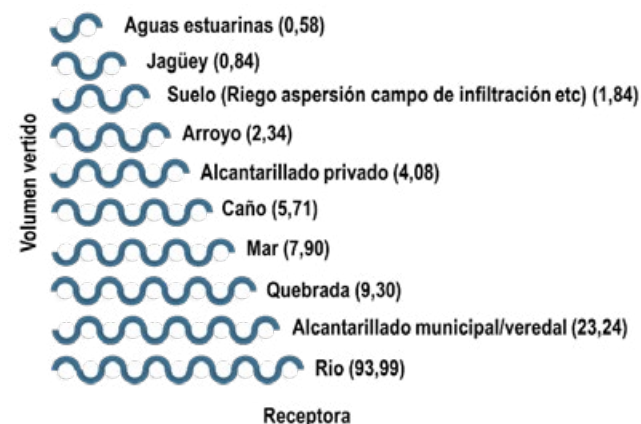 Aguas estuarinas (0,58)
Jagüey (0,84)
Suelo (Riego aspersión campo de infiltración etc) (1,84)
Arroyo (2,34)
Alcantarillado privado (4,08)
Caño (5,71)
Mar (7,90)
Quebrada (9,30)
Alcantarillado municipal/veredal (23,24)
Rio (93,99)
Volumen vertido
Receptora